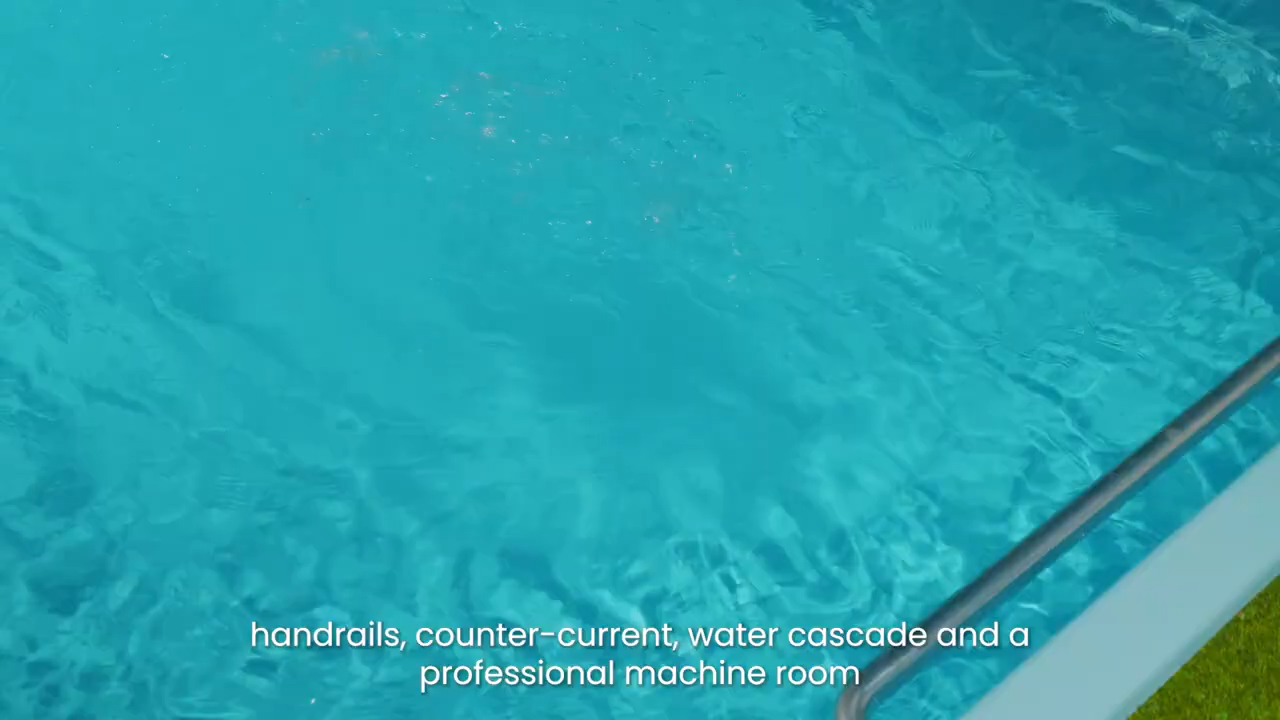 handrails, counter-current, water cascade and a
professional machine room